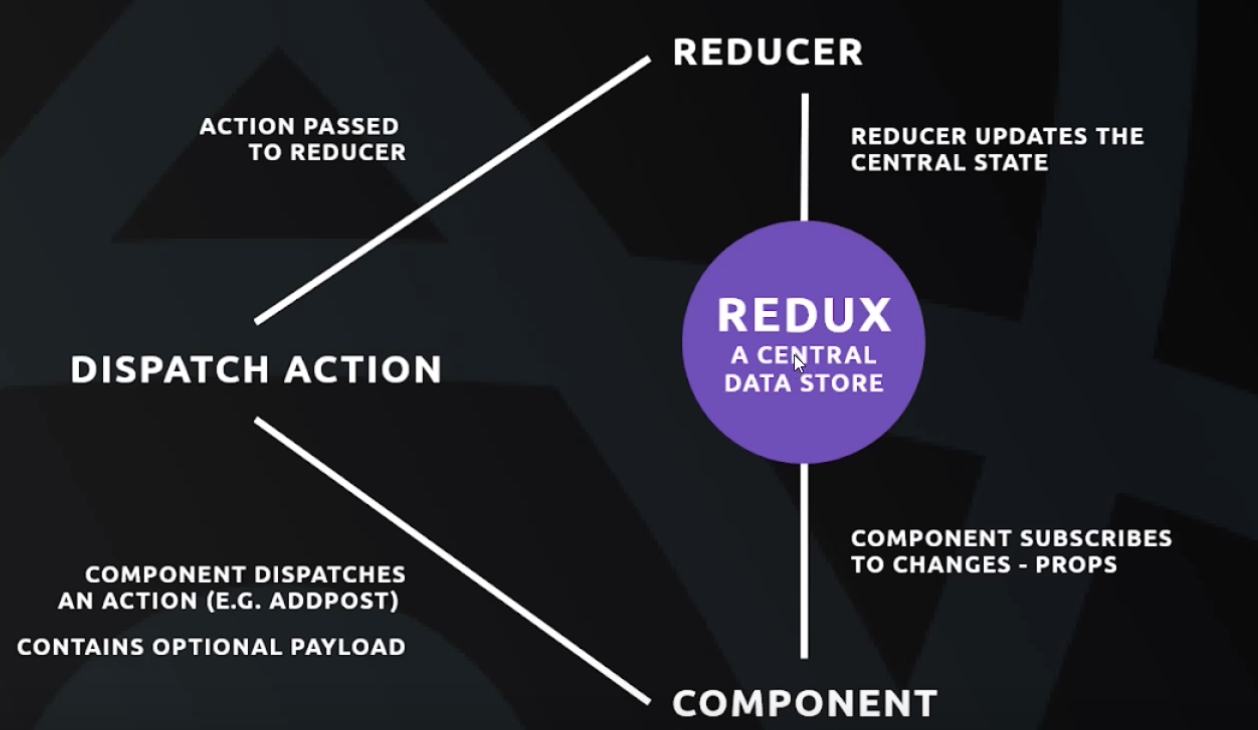 REDUCER
ACTION PASSED
TO REDUCER
REDUCER UPDATES THE
CENTRAL STATE
REDUX
A CENTRAL
DATA STORE
DISPATCH ACTION
COMPONENT SUBSCRIBES
TO CHANGES - PROPS
COMPONENT DISPATCHES
AN ACTION (E.G. ADDPOST)
CONTAINS OPTIONAL PAYLOAD
COMPONENT